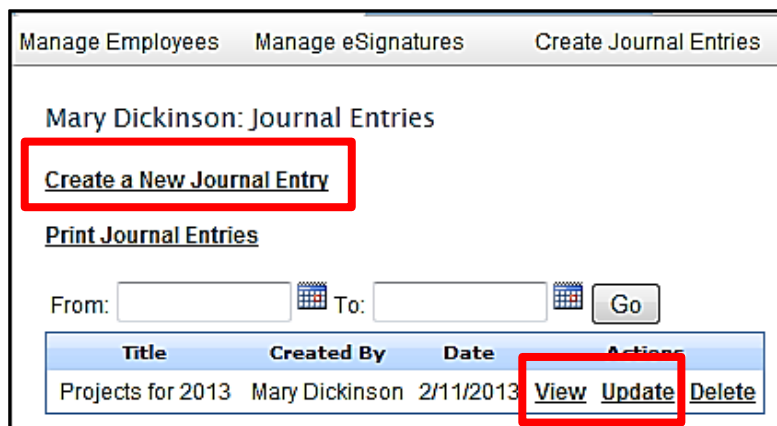 Manage Employees Manage eSignatures Create Journal Entries
Mary Dickinson: Journal Entries
Create a New Journal Entry
Print Journal Entries
From: To: Go
Title Created By Date Actions
Projects for 2013 Mary Dickinson 2/11/2013 View Update Delete